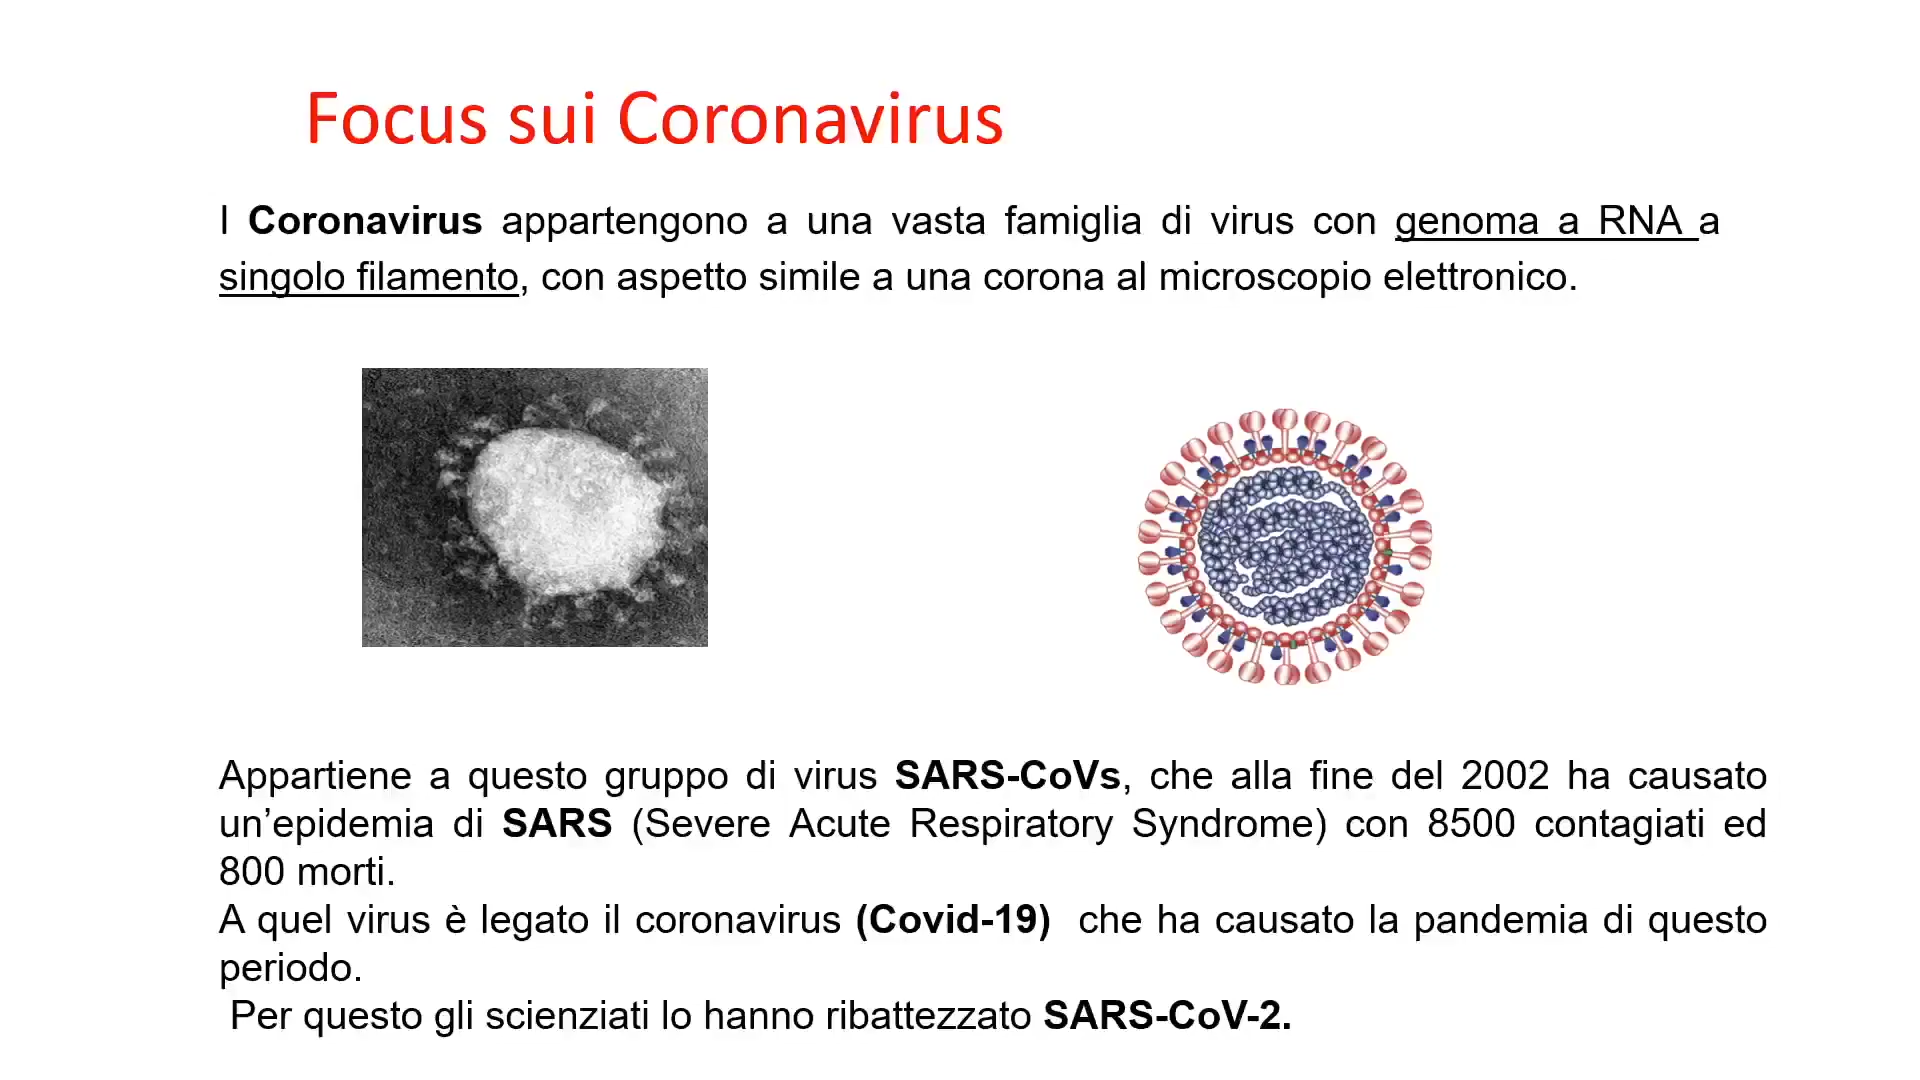 Focus sui Coronavirus
I Coronavirus appartengono a una vasta famiglia di virus con genoma a RNA a
singolo filamento, con aspetto simile a una corona al microscopio elettronico.
Appartiene a questo gruppo di virus SARS-CoVs, che alla fine del 2002 ha causato
un’epidemia di SARS (Severe Acute Respiratory Syndrome) con 8500 contagiati ed
800 morti.
A quel virus è legato il coronavirus (Covid-19) che ha causato la pandemia di questo
periodo.
Per questo gli scienziati lo hanno ribattezzato SARS-CoV-2.